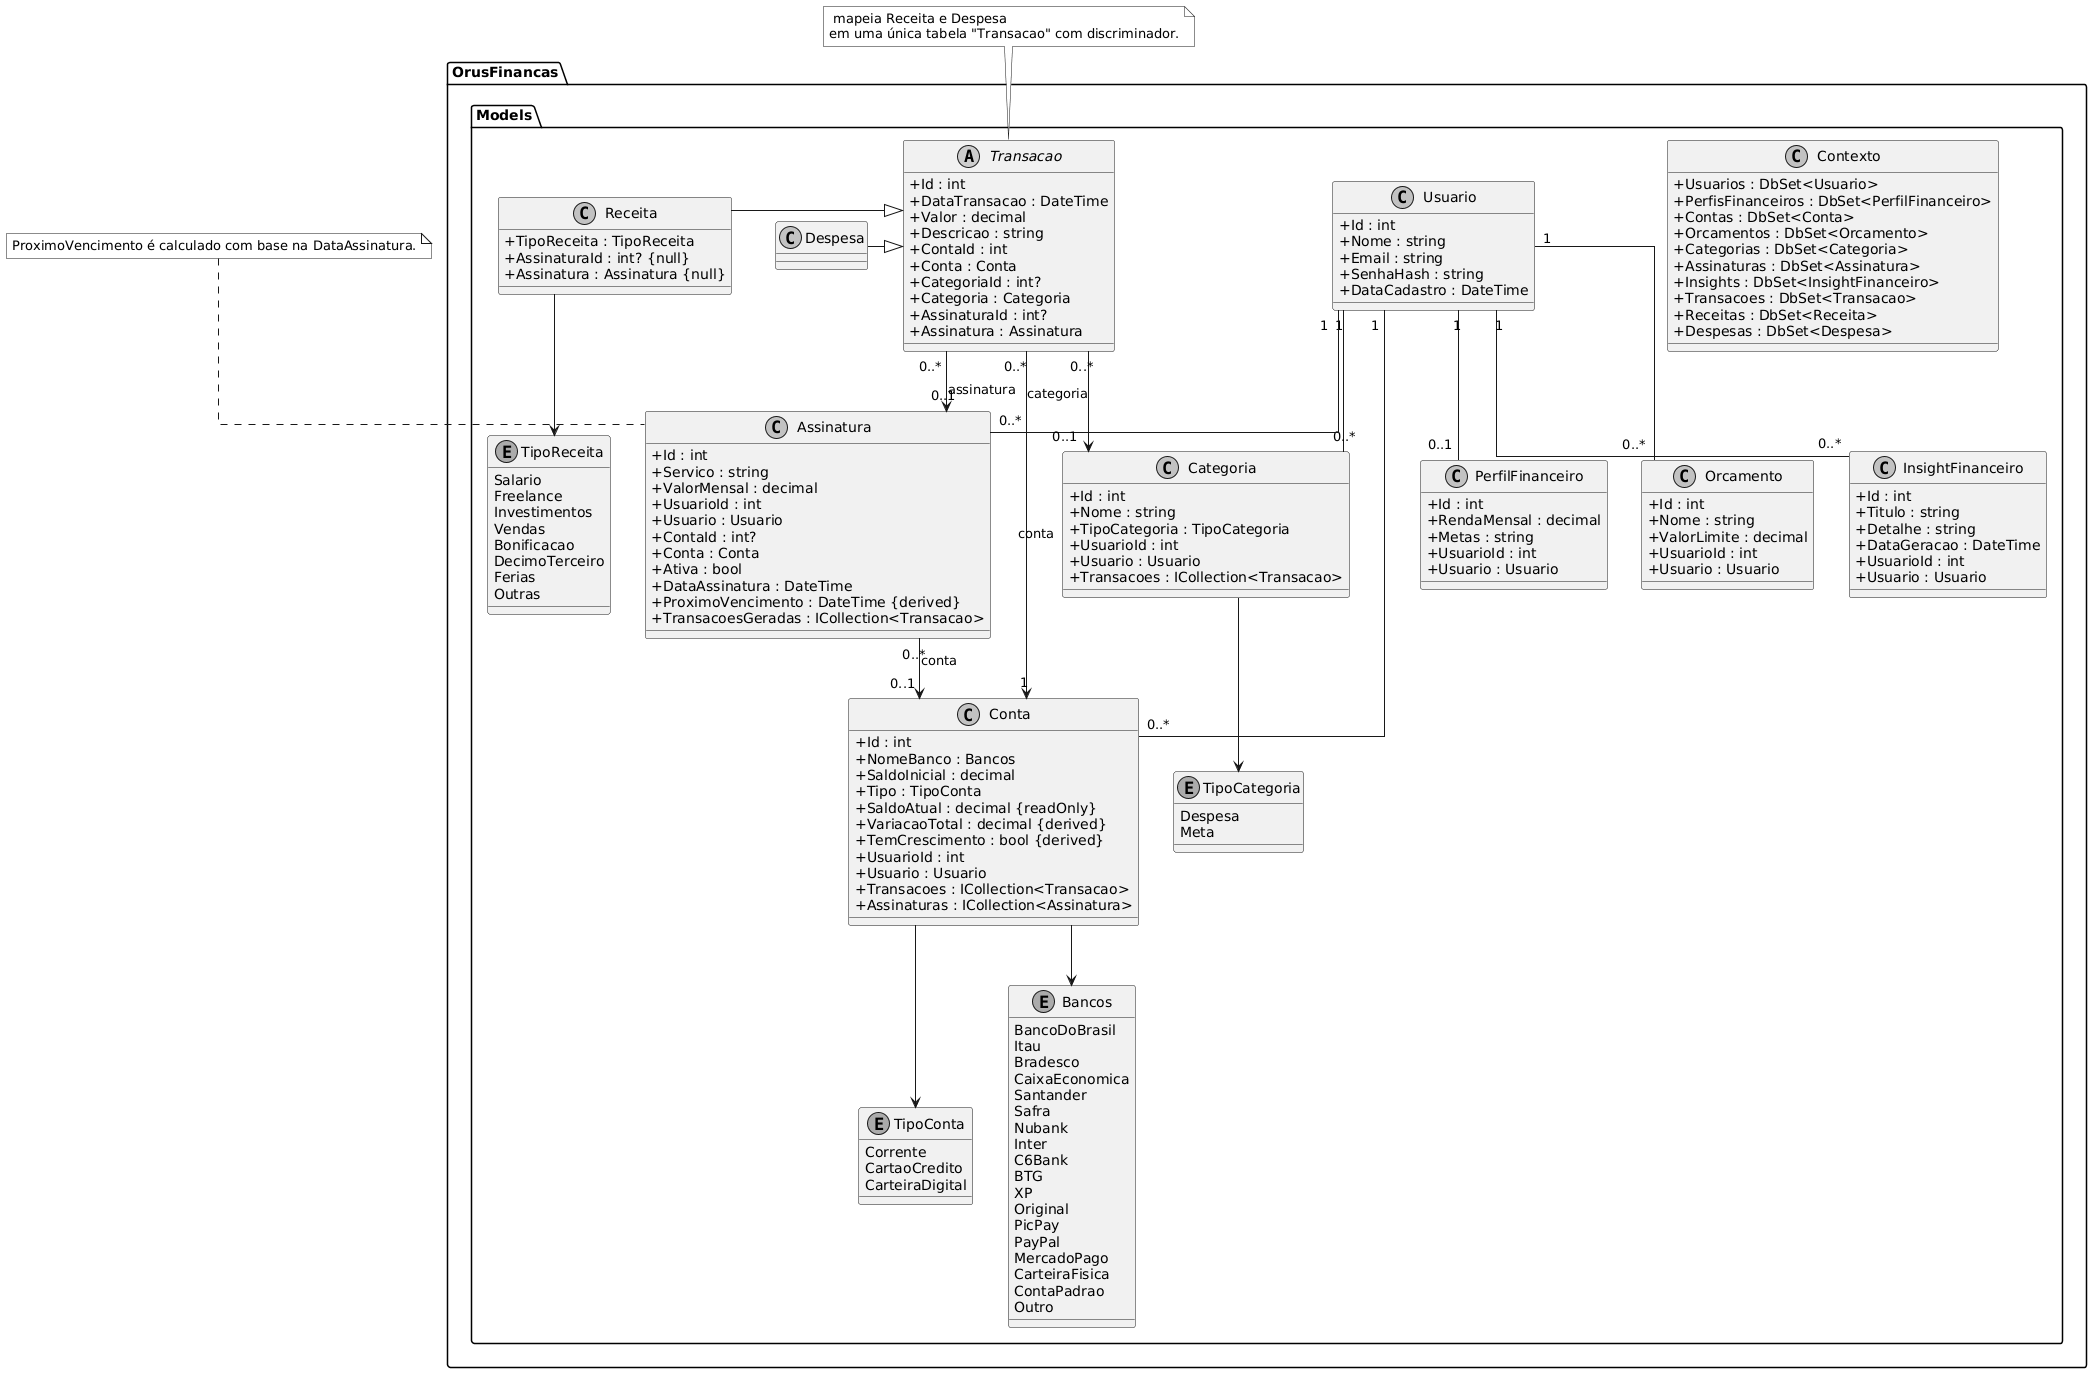 mapeia Receita e Despesa
em uma única tabela "Transacao" com discriminador.
OrusFinancas
Models
Transacao
+Id : int
+DataTransacao : DateTime
+Valor : decimal
+Descricao : string
+ContaId : int
+Conta : Conta
+CategoriaId : int?
+Categoria : Categoria
+AssinaturaId : int?
+Assinatura : Assinatura
Contexto
+Usuarios : DbSet<Usuario>
+PerfisFinanceiros : DbSet<PerfilFinanceiro>
+Contas : DbSet<Conta>
+Orcamentos : DbSet<Orcamento>
+Categorias : DbSet<Categoria>
+Assinaturas : DbSet<Assinatura>
+Insights : DbSet<InsightFinanceiro>
+Transacoes : DbSet<Transacao>
+Receitas : DbSet<Receita>
+Despesas : DbSet<Despesa>
Usuario
+Id : int
+Nome : string
+Email : string
+SenhaHash : string
+DataCadastro : DateTime
Receita
+TipoReceita : TipoReceita
+AssinaturaId : int? {null}
+Assinatura : Assinatura {null}
Despesa
ProximoVencimento é calculado com base na DataAssinatura.
1
1
1
1
1
1
0..*
0..*
0..*
assinatura
categoria
0..1
0..*
0..1
0..*
0..1
0..*
0..*
TipoReceita
Salario
Freelance
Investimentos
Vendas
Bonificacao
DecimoTerceiro
Ferias
Outras
Assinatura
+Id : int
+Servico : string
+ValorMensal : decimal
+UsuarioId : int
+Usuario : Usuario
+ContaId : int?
+Conta : Conta
+Ativa : bool
+DataAssinatura : DateTime
+ProximoVencimento : DateTime {derived}
+TransacoesGeradas : ICollection<Transacao>
conta
Categoria
+Id : int
+Nome : string
+TipoCategoria : TipoCategoria
+UsuarioId : int
+Usuario : Usuario
+Transacoes : ICollection<Transacao>
PerfilFinanceiro
+Id : int
+RendaMensal : decimal
+Metas : string
+UsuarioId : int
+Usuario : Usuario
Orcamento
+Id : int
+Nome : string
+ValorLimite : decimal
+UsuarioId : int
+Usuario : Usuario
InsightFinanceiro
+Id : int
+Titulo : string
+Detalhe : string
+DataGeracao : DateTime
+UsuarioId : int
+Usuario : Usuario
0..*
conta
0..1
1
0..*
Conta
+Id : int
+NomeBanco : Bancos
+SaldoInicial : decimal
+Tipo : TipoConta
+SaldoAtual : decimal {readOnly}
+VariacaoTotal : decimal {derived}
+TemCrescimento : bool {derived}
+UsuarioId : int
+Usuario : Usuario
+Transacoes : ICollection<Transacao>
+Assinaturas : ICollection<Assinatura>
TipoCategoria
Despesa
Meta
TipoConta
Corrente
CartaoCredito
CarteiraDigital
Bancos
BancoDoBrasil
Itau
Bradesco
CaixaEconomica
Santander
Safra
Nubank
Inter
C6Bank
BTG
XP
Original
PicPay
PayPal
MercadoPago
CarteiraFisica
ContaPadrao
Outro